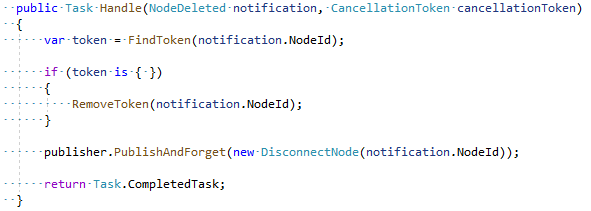 public Task Handle(NodeDeleted notification, CancellationToken cancellationToken)
{
var token = FindToken(notification.NodeId);
if (token is { })
{
RemoveToken(notification.NodeId);
}
publisher.PublishAndForget(new DisconnectNode(notification.NodeId));
return Task.CompletedTask;
}